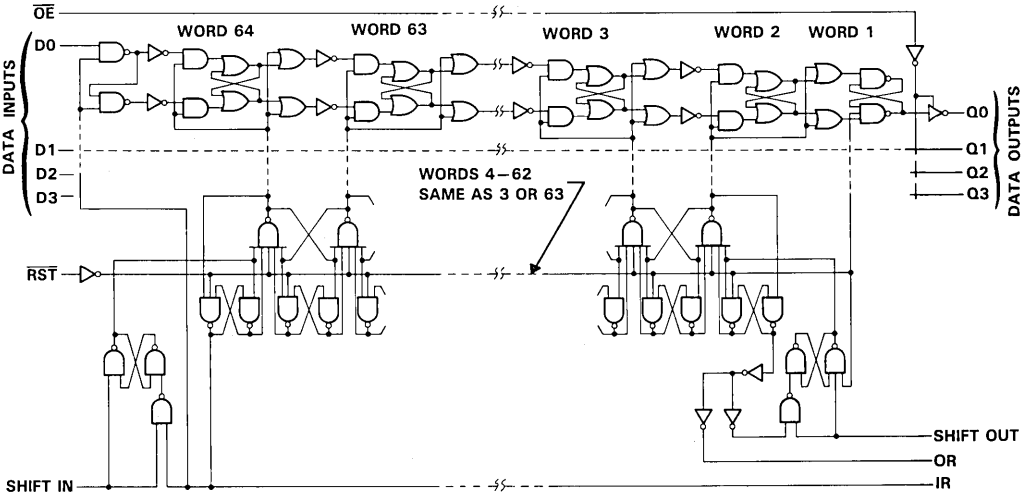 OE
WORD 64
WORD 63
WORD 3
WORD 2
WORD 1
D0
DATA INPUTS
Q0
D1
Q1
D2
Q2
D3
Q3
DATA OUTPUTS
WORDS 4–62
SAME AS 3 OR 63
RST
SHIFT OUT
OR
SHIFT IN
IR